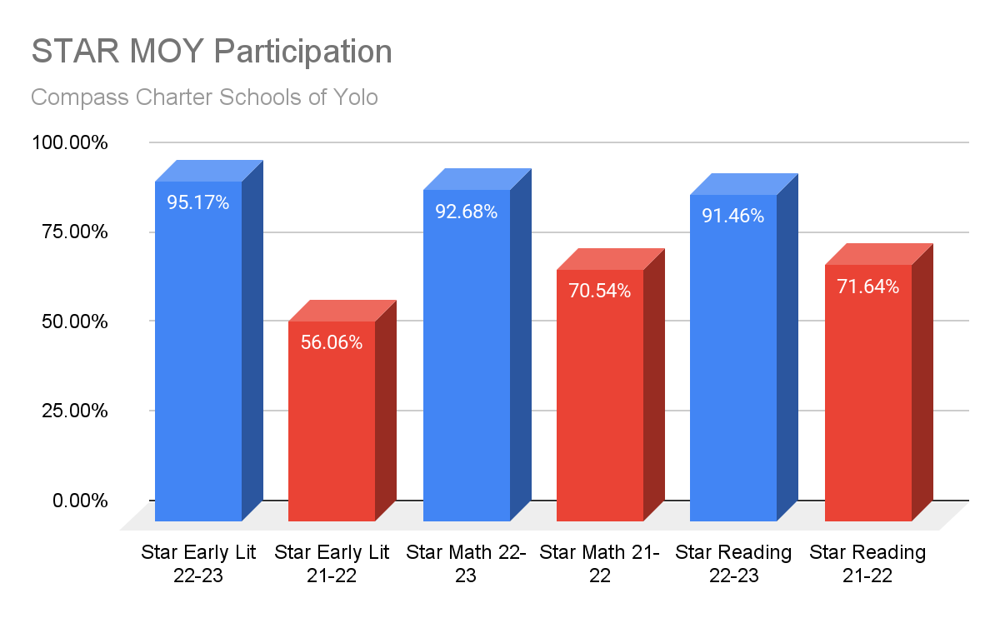 STAR MOY Participation
Compass Charter Schools of Yolo
100.00%
75.00%
50.00%
25.00%
0.00%
95.17%
56.06%
92.68%
70.54%
91.46%
71.64%
Star Early Lit
22-23
Star Early Lit
21-22
Star Math 22-
23
Star Math 21-
22
Star Reading
22-23
Star Reading
21-22